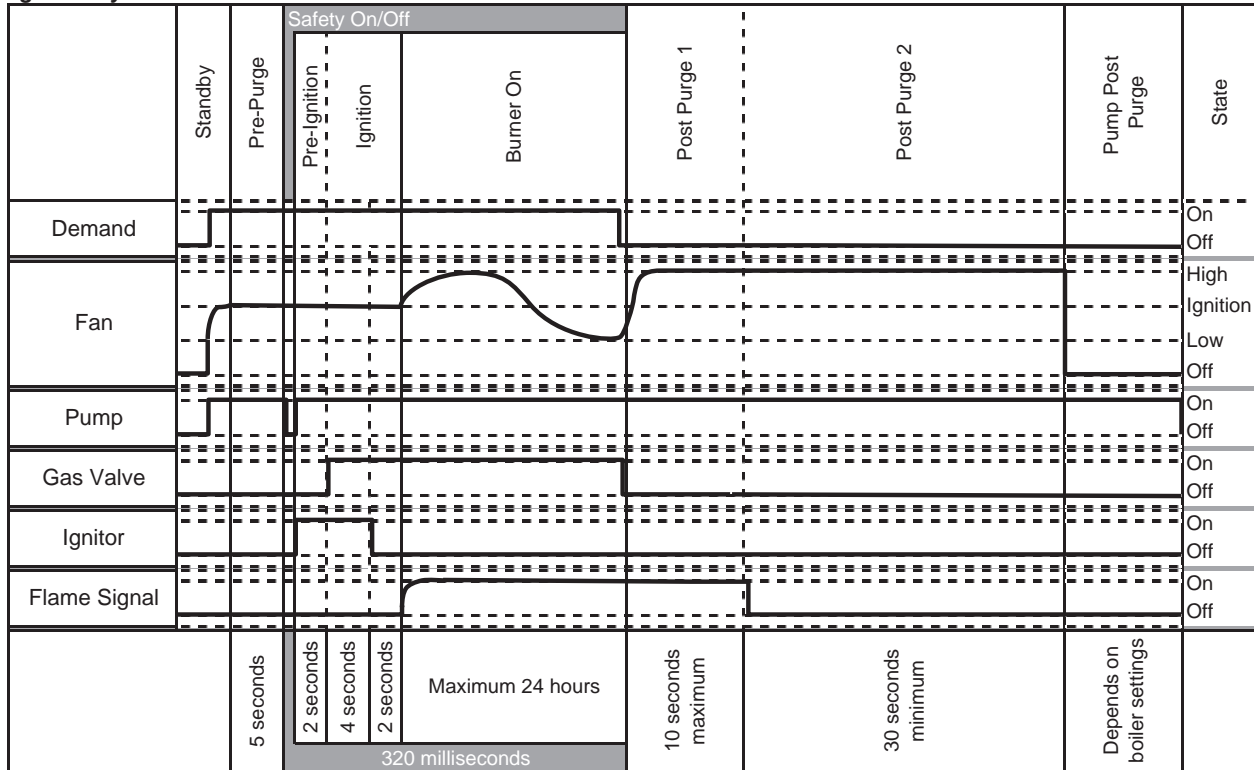 Safety On/Off
Standby
Pre-Purge
Pre-Ignition
Ignition
Burner On
Post Purge 1
Post Purge 2
Pump Post
Purge
State
Demand
On
Off
Fan
High
Ignition
Low
Off
Pump
On
Off
Gas Valve
On
Off
Ignitor
On
Off
Flame Signal
On
Off
5 seconds
2 seconds
4 seconds
2 seconds
Maximum 24 hours
10 seconds
maximum
30 seconds
minimum
Depends on
boiler settings
320 milliseconds